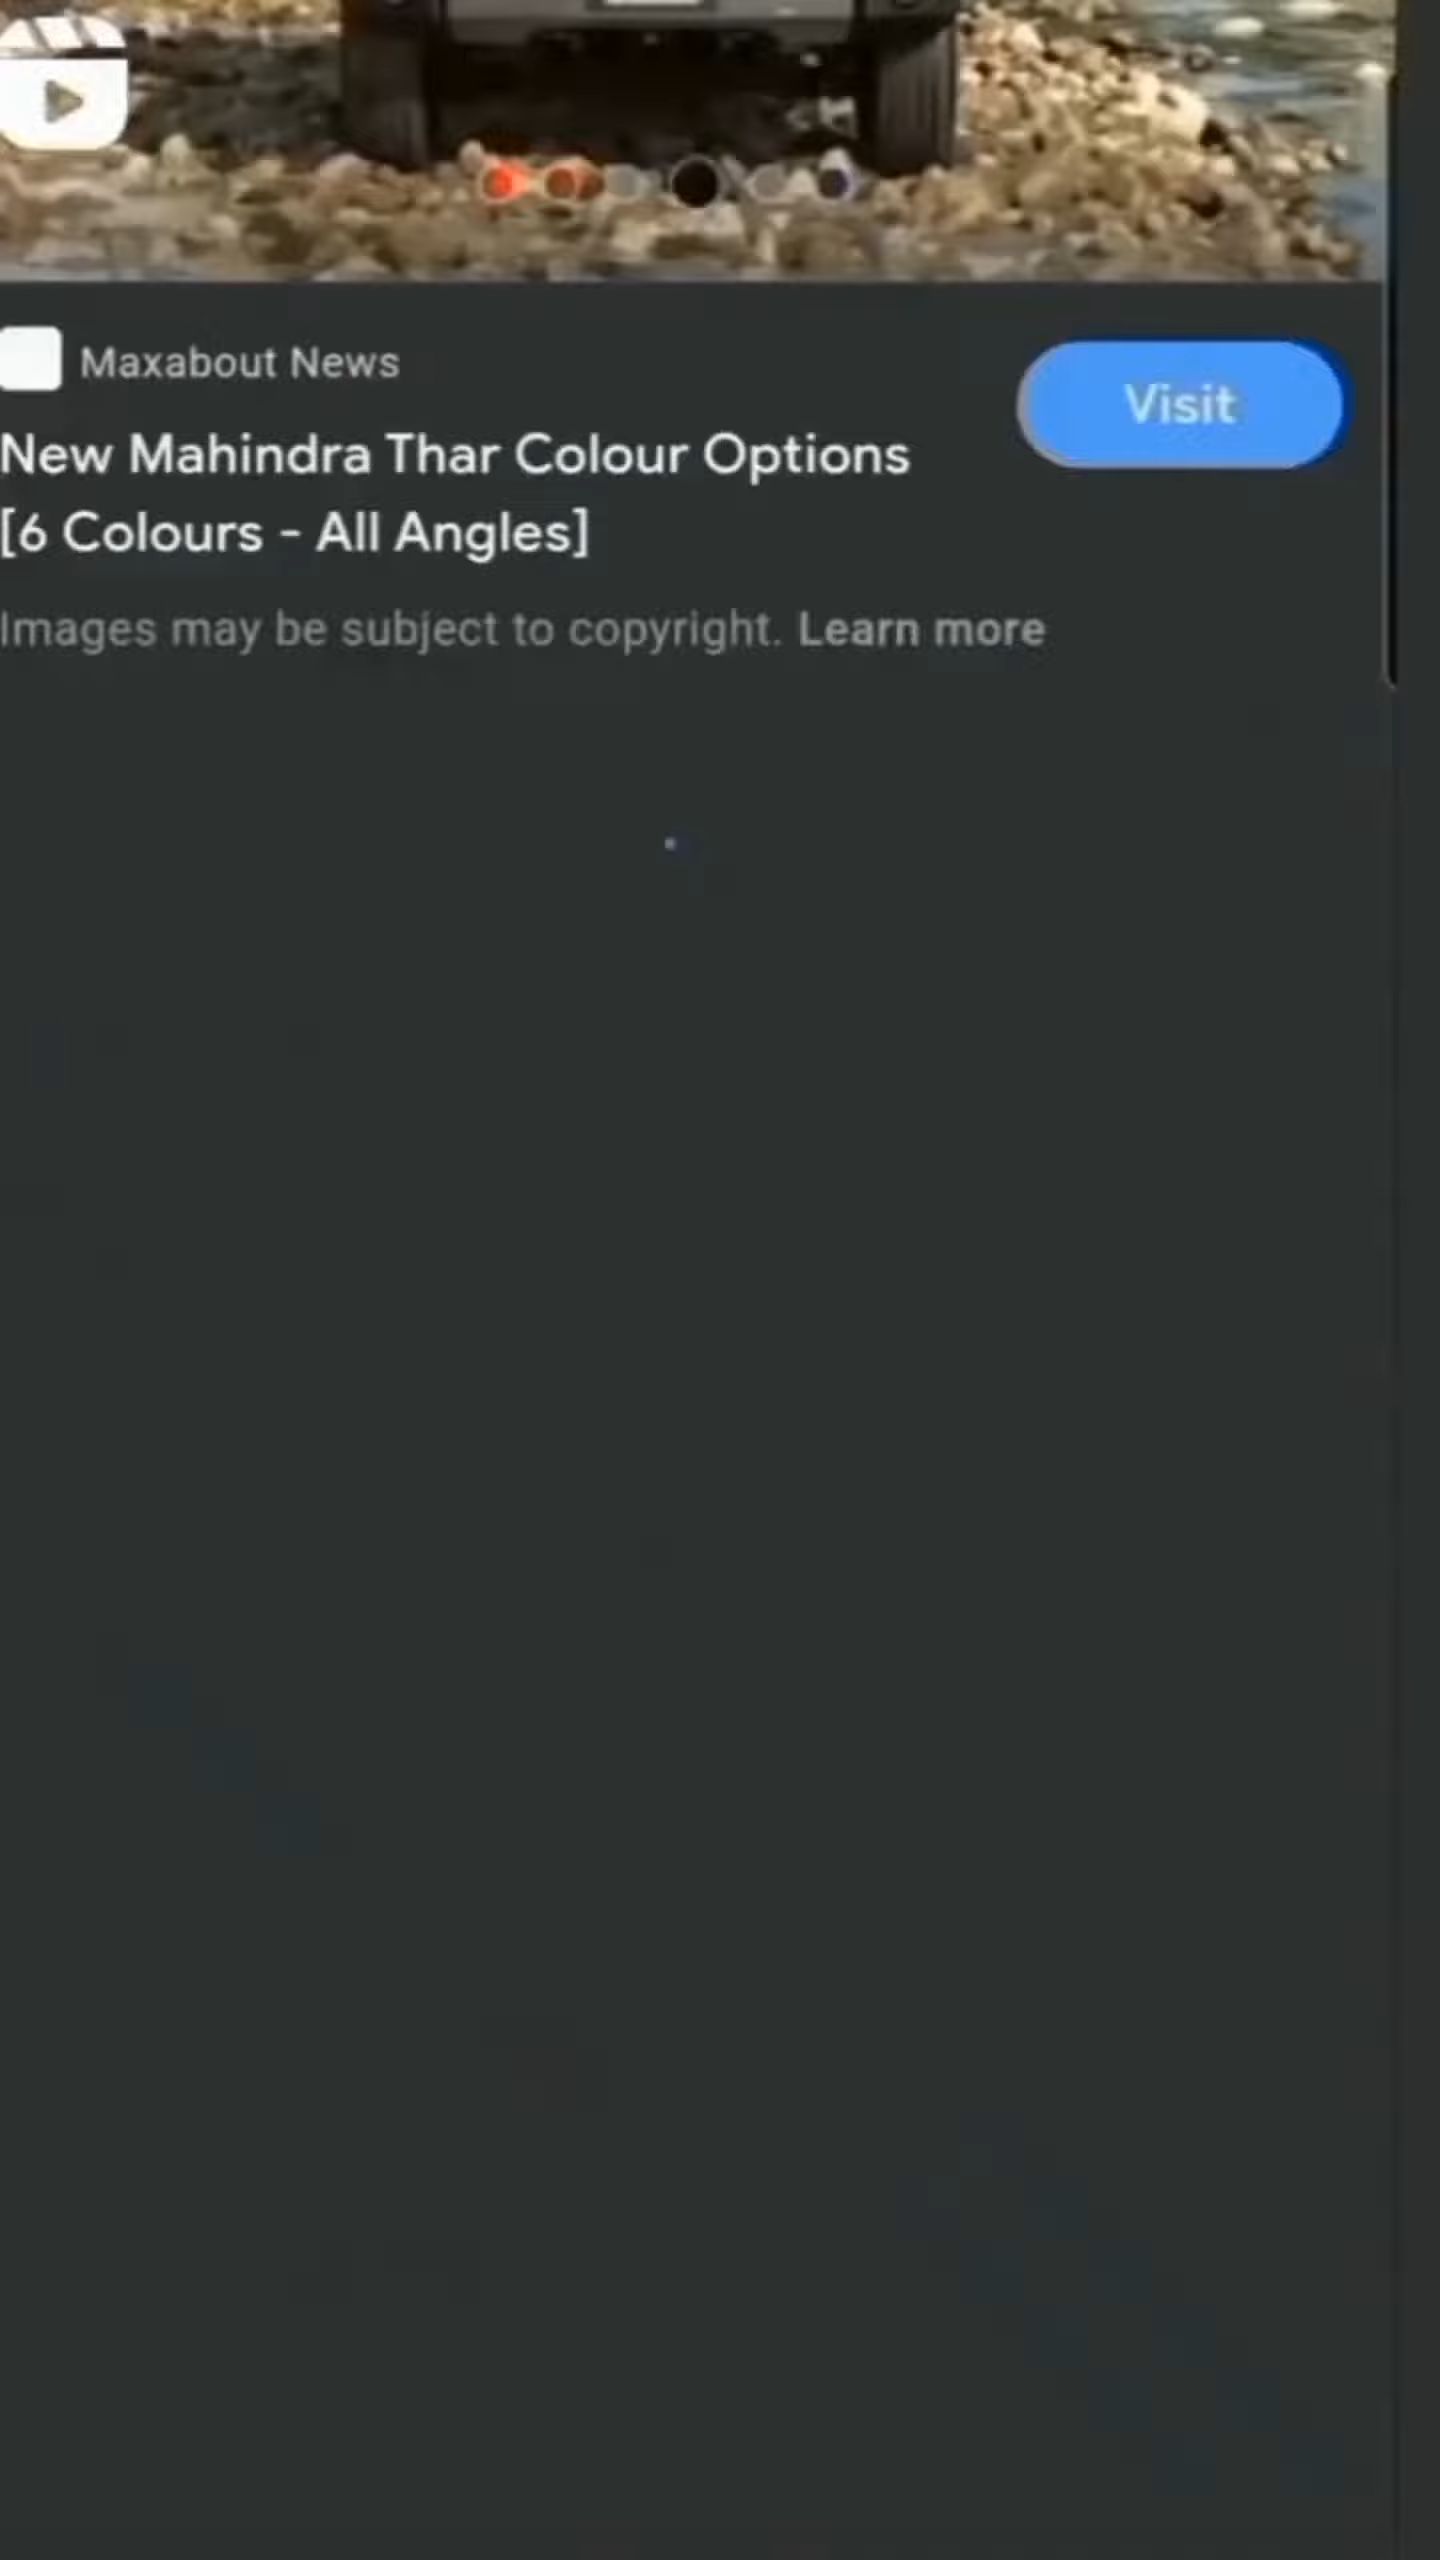 Maxabout News
Visit
New Mahindra Thar Colour Options
[6 Colours - All Angles]
Images may be subject to copyright. Learn more